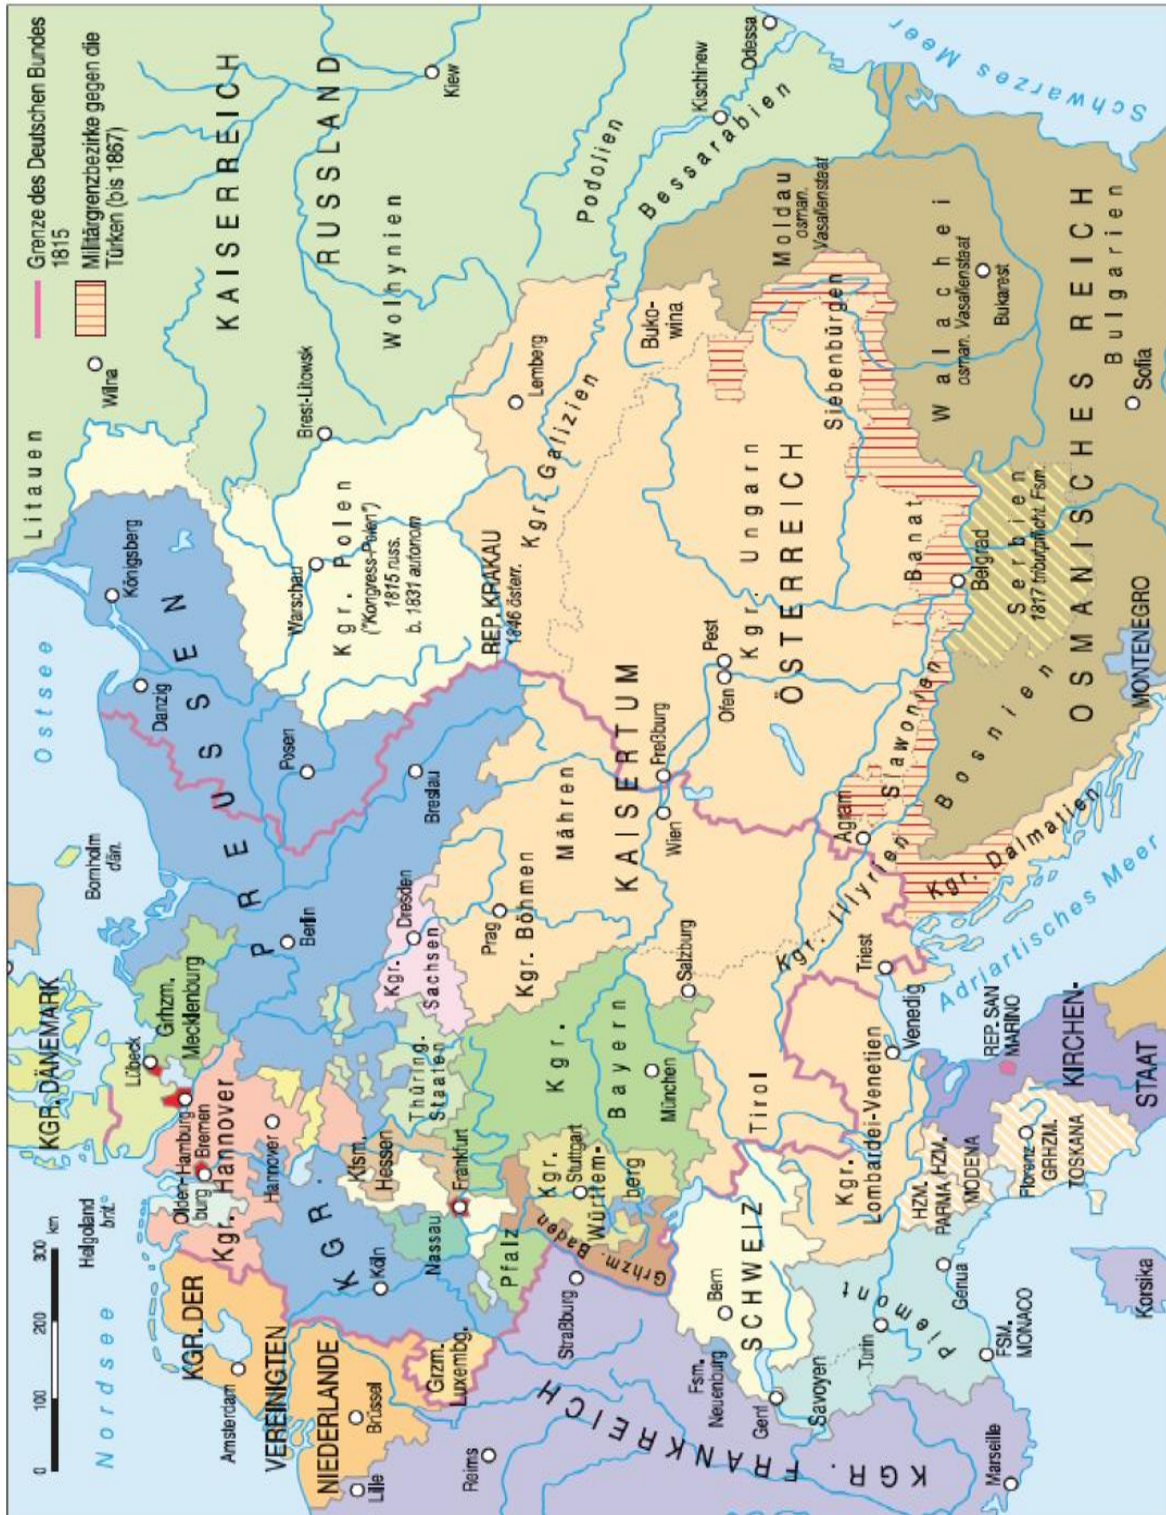 Grenze des Deutschen Bundes
1815
Militärgrenzbezirke gegen die
Türken (bis 1867)
0
100
200
300
km
Nordsee
Helgoland
brit.
KGR. DÄNEMARK
Bornholm
dän.
Ostsee
Litauen
Wilna
KAISERREICH
RUSSLAND
Kiew
Wolhynien
Podolien
Bessarabien
Kischinew
Odessa
Schwarzes Meer
Lübeck
Grhzm.
Mecklenburg
Hamburg
Bremen
Olden-
burg
Kgr. Hannover
Hannover
KGR. DER
VEREINIGTEN
NIEDERLANDE
Amsterdam
Brüssel
Lille
Grzm.
Luxembg.
KGR. PREUSSEN
Königsberg
Danzig
Posen
Berlin
Breslau
Köln
Kgr. Polen
("Kongress-Polen")
1815 russ.
b. 1831 autonom
Warschau
Brest-Litowsk
REP. KRAKAU
1846 österr.
Kgr. Galizien
Lemberg
Buko-
wina
Kgr.
Sachsen
Dresden
Thüring.
Staaten
Kfsm.
Hessen
Nassau
Frankfurt
Pfalz
Kgr.
Württem-
berg
Stuttgart
Grhzm. Baden
Kgr.
Bayern
München
KAISERTUM
ÖSTERREICH
Kgr. Böhmen
Prag
Mähren
Wien
Freßburg
Salzburg
Tirol
Kgr. Ungarn
Ofen
Pest
Siebenbürgen
Banat
Slawonien
Agram
Kgr. Illyrien
Triest
Kgr. Dalmatien
Adriartisches Meer
Kgr.
Lombardei-Venetien
Venedig
Moldau
osman.
Vasallenstaat
Walachei
osman. Vasallenstaat
Bukarest
OSMANISCHES REICH
Bulgarien
Sofia
Serbien
1817 tributpflicht. Fsm.
Belgrad
Bosnien
MONTENEGRO
KGR. FRANKREICH
Reims
Straßburg
Marseille
Korsika
SCHWEIZ
Bern
Fsm.
Neuenburg
Genf
Savoyen
Piemont
Turin
Genua
FSM.
MONACO
HZM.
PARMA
HZM.
MODENA
Florenz
GRHZM.
TOSKANA
REP. SAN
MARINO
KIRCHEN-
STAAT